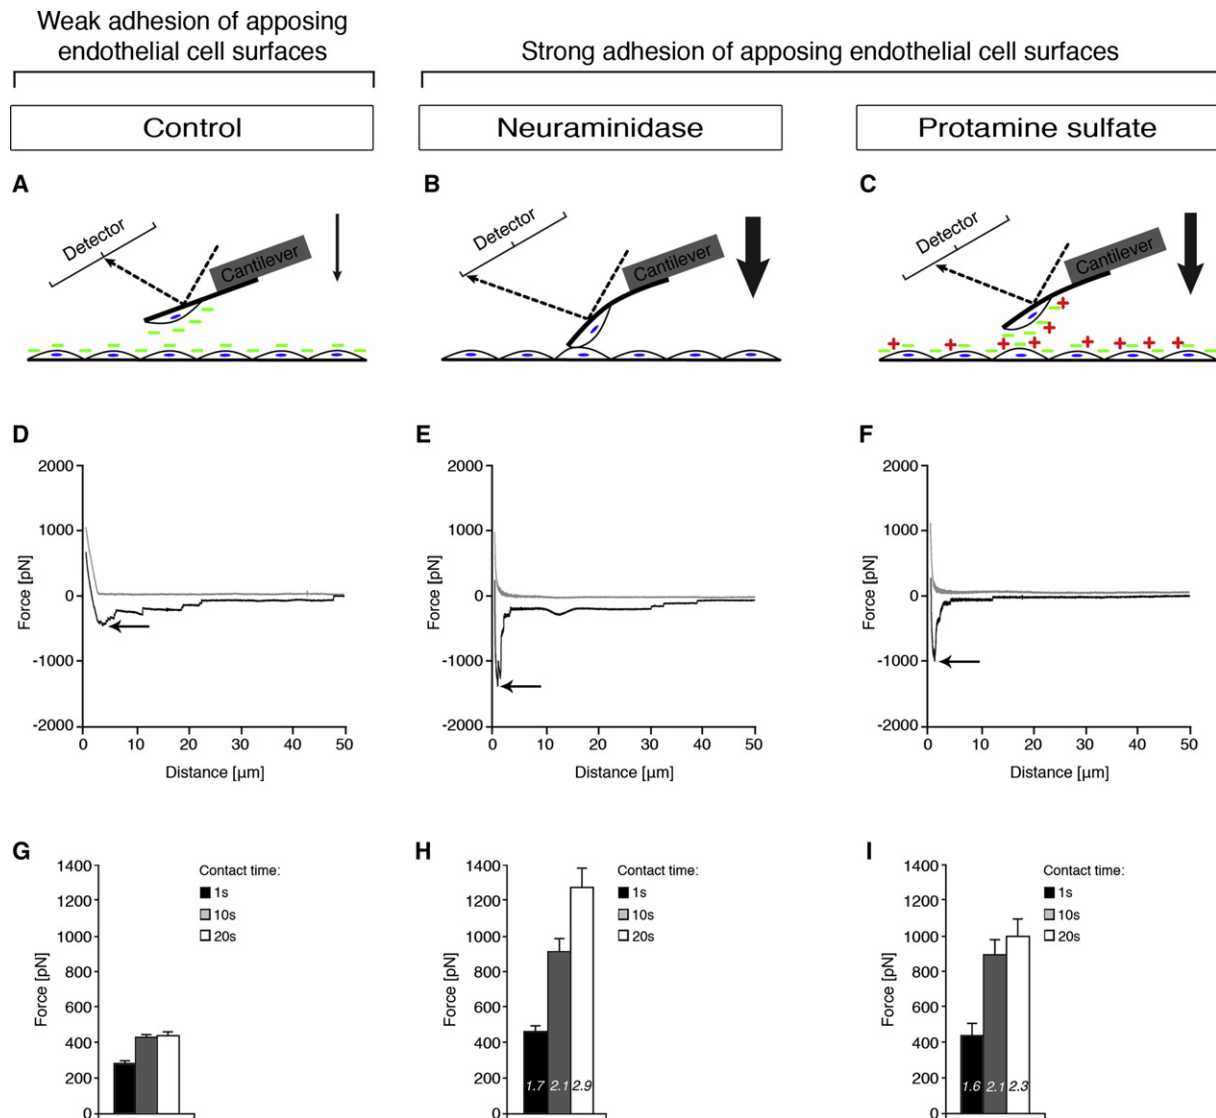 Weak adhesion of apposing
endothelial cell surfaces
Strong adhesion of apposing endothelial cell surfaces
Control
Neuraminidase
Protamine sulfate
A
B
C
Detector
Cantilever
Detector
Cantilever
Detector
Cantilever
D
E
F
2000
1000
0
-1000
-2000
Force [pN]
0 10 20 30 40 50
Distance [µm]
2000
1000
0
-1000
-2000
Force [pN]
0 10 20 30 40 50
Distance [µm]
2000
1000
0
-1000
-2000
Force [pN]
0 10 20 30 40 50
Distance [µm]
G
H
I
1400
1200
1000
800
600
400
200
0
Force [pN]
Contact time:
1s
10s
20s
1400
1200
1000
800
600
400
200
0
Force [pN]
Contact time:
1s
10s
20s
1.7 2.1 2.9
1400
1200
1000
800
600
400
200
0
Force [pN]
Contact time:
1s
10s
20s
1.6 2.1 2.3